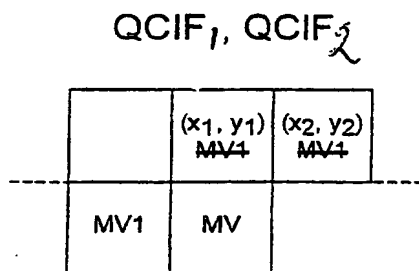 QCIF1, QCIF2
(x1, y1) (x2, y2)
MV1 MV1
MV1 MV